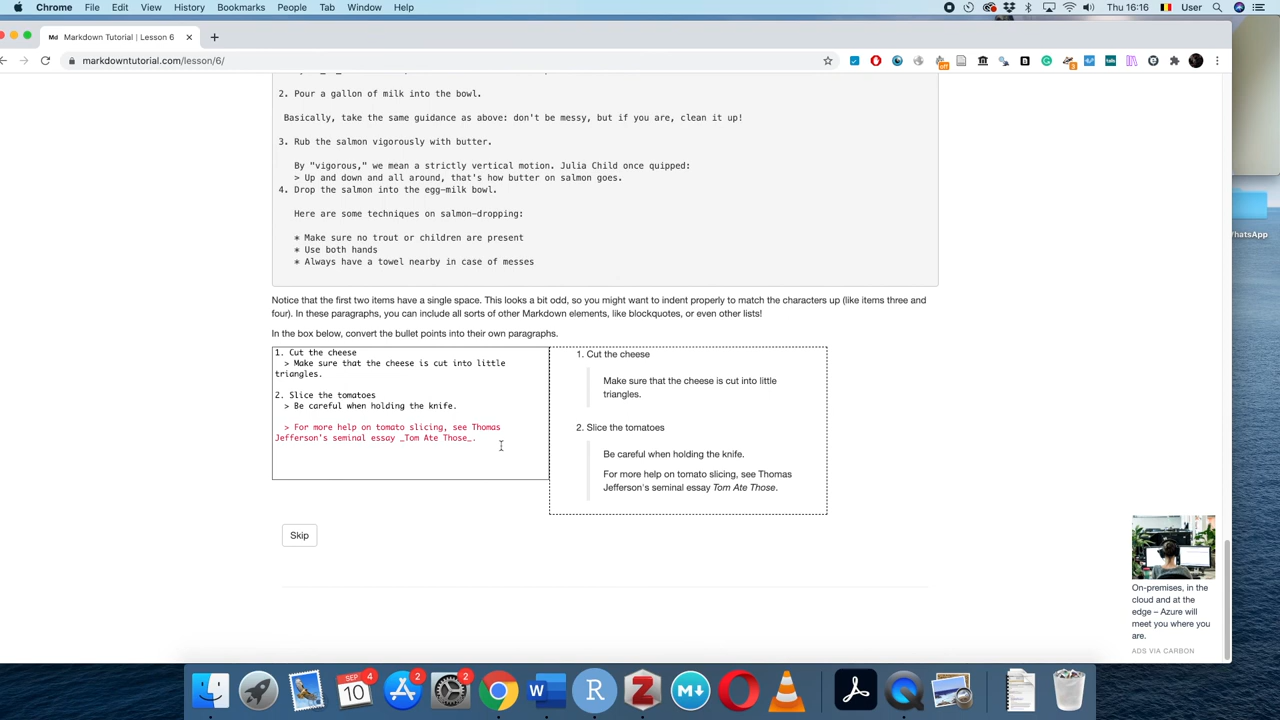 Chrome File Edit View History Bookmarks People Tab Window Help Thu 16:16 User
Markdown Tutorial | Lesson 6
markdowntutorial.com/lesson/6/
2. Pour a gallon of milk into the bowl.
Basically, take the same guidance as above: don't be messy, but if you are, clean it up!
3. Rub the salmon vigorously with butter.
By "vigorous," we mean a strictly vertical motion. Julia Child once quipped:
> Up and down and all around, that's how butter on salmon goes.
4. Drop the salmon into the egg-milk bowl.
Here are some techniques on salmon-dropping:
* Make sure no trout or children are present
* Use both hands
* Always have a towel nearby in case of messes
Notice that the first two items have a single space. This looks a bit odd, so you might want to indent properly to match the characters up (like items three and
four). In these paragraphs, you can include all sorts of other Markdown elements, like blockquotes, or even other lists!
In the box below, convert the bullet points into their own paragraphs.
1. Cut the cheese
> Make sure that the cheese is cut into little
triangles.
2. Slice the tomatoes
> Be careful when holding the knife.
> For more help on tomato slicing, see Thomas
Jefferson's seminal essay _Tom Ate Those_.
1. Cut the cheese
Make sure that the cheese is cut into little
triangles.
2. Slice the tomatoes
Be careful when holding the knife.
For more help on tomato slicing, see Thomas
Jefferson's seminal essay Tom Ate Those.
Skip
On-premises, in the
cloud and at the
edge – Azure will
meet you where you
are.
ADS VIA CARBON
WhatsApp
SEP
10
4
2
2
W
R
Z